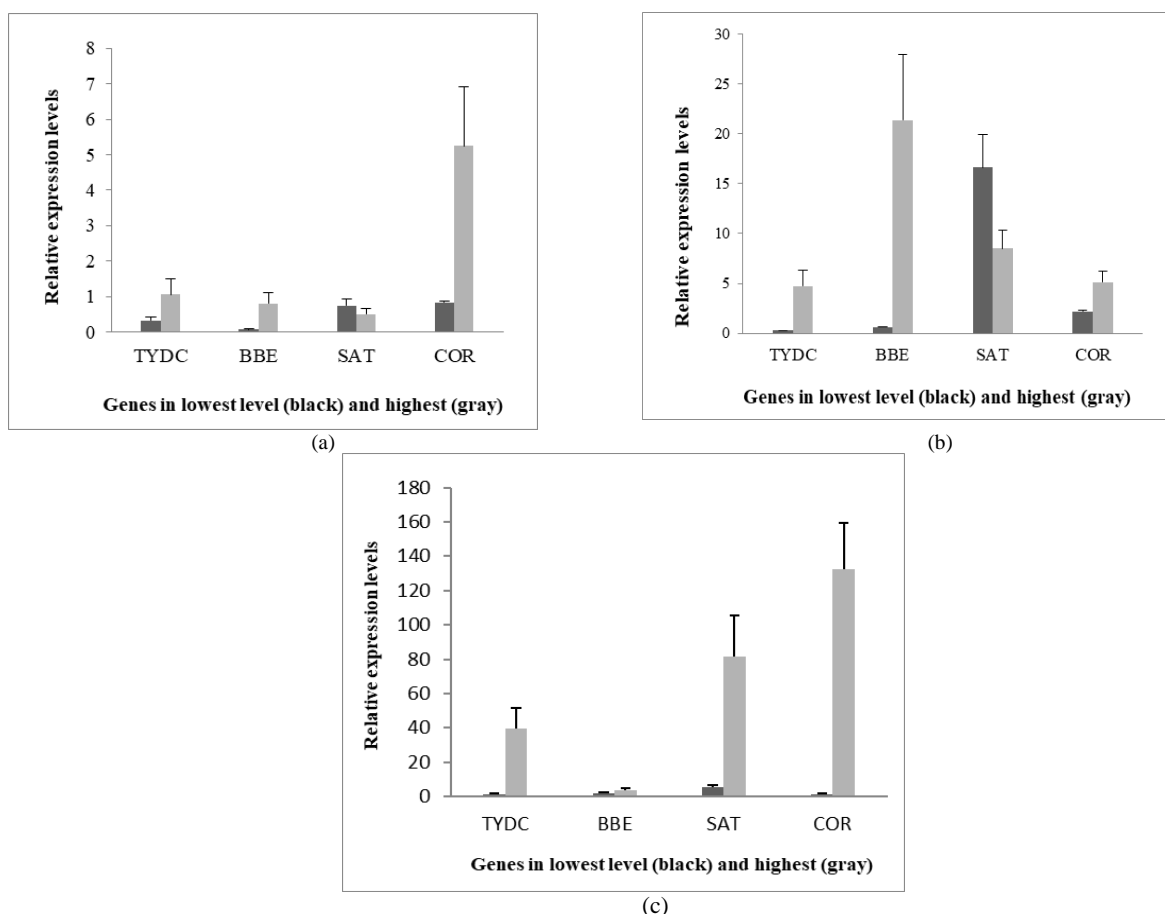 8
7
6
5
4
3
2
1
0
Relative expression levels
TYDC BBE SAT COR
Genes in lowest level (black) and highest (gray)
(a)
30
25
20
15
10
5
0
Relative expression levels
TYDC BBE SAT COR
Genes in lowest level (black) and highest (gray)
(b)
180
160
140
120
100
80
60
40
20
0
Relative expression levels
TYDC BBE SAT COR
Genes in lowest level (black) and highest (gray)
(c)